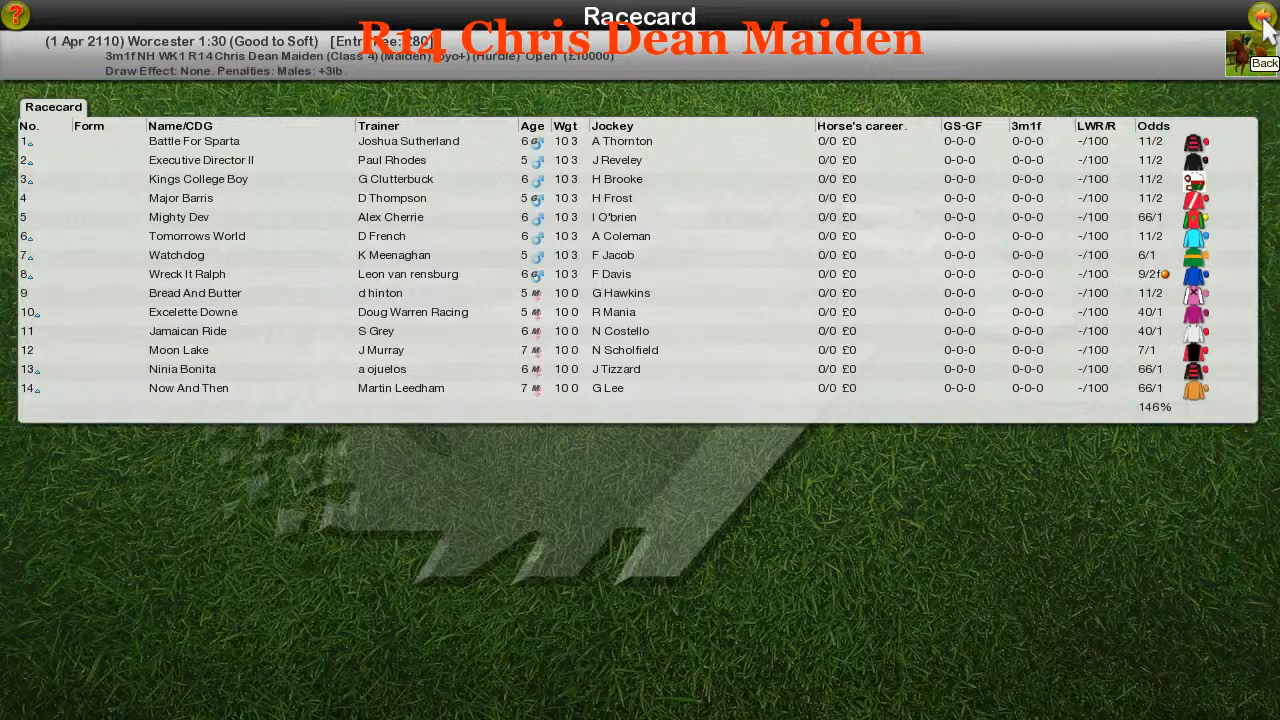 Racecard
R14 Chris Dean Maiden
(1 Apr 2110) Worcester 1:30 (Good to Soft) [Entr Fee: £80]
3m1f NH WK1 R14 Chris Dean Maiden (Class 4) (Maiden) 5yo+) (Hurdle) Open (£10000)
Draw Effect: None. Penalties: Males: +3lb.
Back
Racecard
No. Form Name/CDG Trainer Age Wgt Jockey Horse's career. GS-GF 3m1f LWR/R Odds
1 Battle For Sparta Joshua Sutherland 6 G 10 3 A Thornton 0/0 £0 0-0-0 0-0-0 -/100 11/2
2 Executive Director II Paul Rhodes 5 10 3 J Reveley 0/0 £0 0-0-0 0-0-0 -/100 11/2
3 Kings College Boy G Clutterbuck 6 10 3 H Brooke 0/0 £0 0-0-0 0-0-0 -/100 11/2
4 Major Barris D Thompson 5 G 10 3 H Frost 0/0 £0 0-0-0 0-0-0 -/100 11/2
5 Mighty Dev Alex Cherrie 6 10 3 I O'brien 0/0 £0 0-0-0 0-0-0 -/100 66/1
6 Tomorrows World D French 6 10 3 A Coleman 0/0 £0 0-0-0 0-0-0 -/100 11/2
7 Watchdog K Meenaghan 5 10 3 F Jacob 0/0 £0 0-0-0 0-0-0 -/100 6/1
8 Wreck It Ralph Leon van rensburg 6 G 10 3 F Davis 0/0 £0 0-0-0 0-0-0 -/100 9/2f
9 Bread And Butter d hinton 5 M 10 0 G Hawkins 0/0 £0 0-0-0 0-0-0 -/100 11/2
10 Excelette Downe Doug Warren Racing 5 M 10 0 R Mania 0/0 £0 0-0-0 0-0-0 -/100 40/1
11 Jamaican Ride S Grey 6 M 10 0 N Costello 0/0 £0 0-0-0 0-0-0 -/100 40/1
12 Moon Lake J Murray 7 M 10 0 N Scholfield 0/0 £0 0-0-0 0-0-0 -/100 7/1
13 Ninia Bonita a ojuelos 6 M 10 0 J Tizzard 0/0 £0 0-0-0 0-0-0 -/100 66/1
14 Now And Then Martin Leedham 7 M 10 0 G Lee 0/0 £0 0-0-0 0-0-0 -/100 66/1
146%